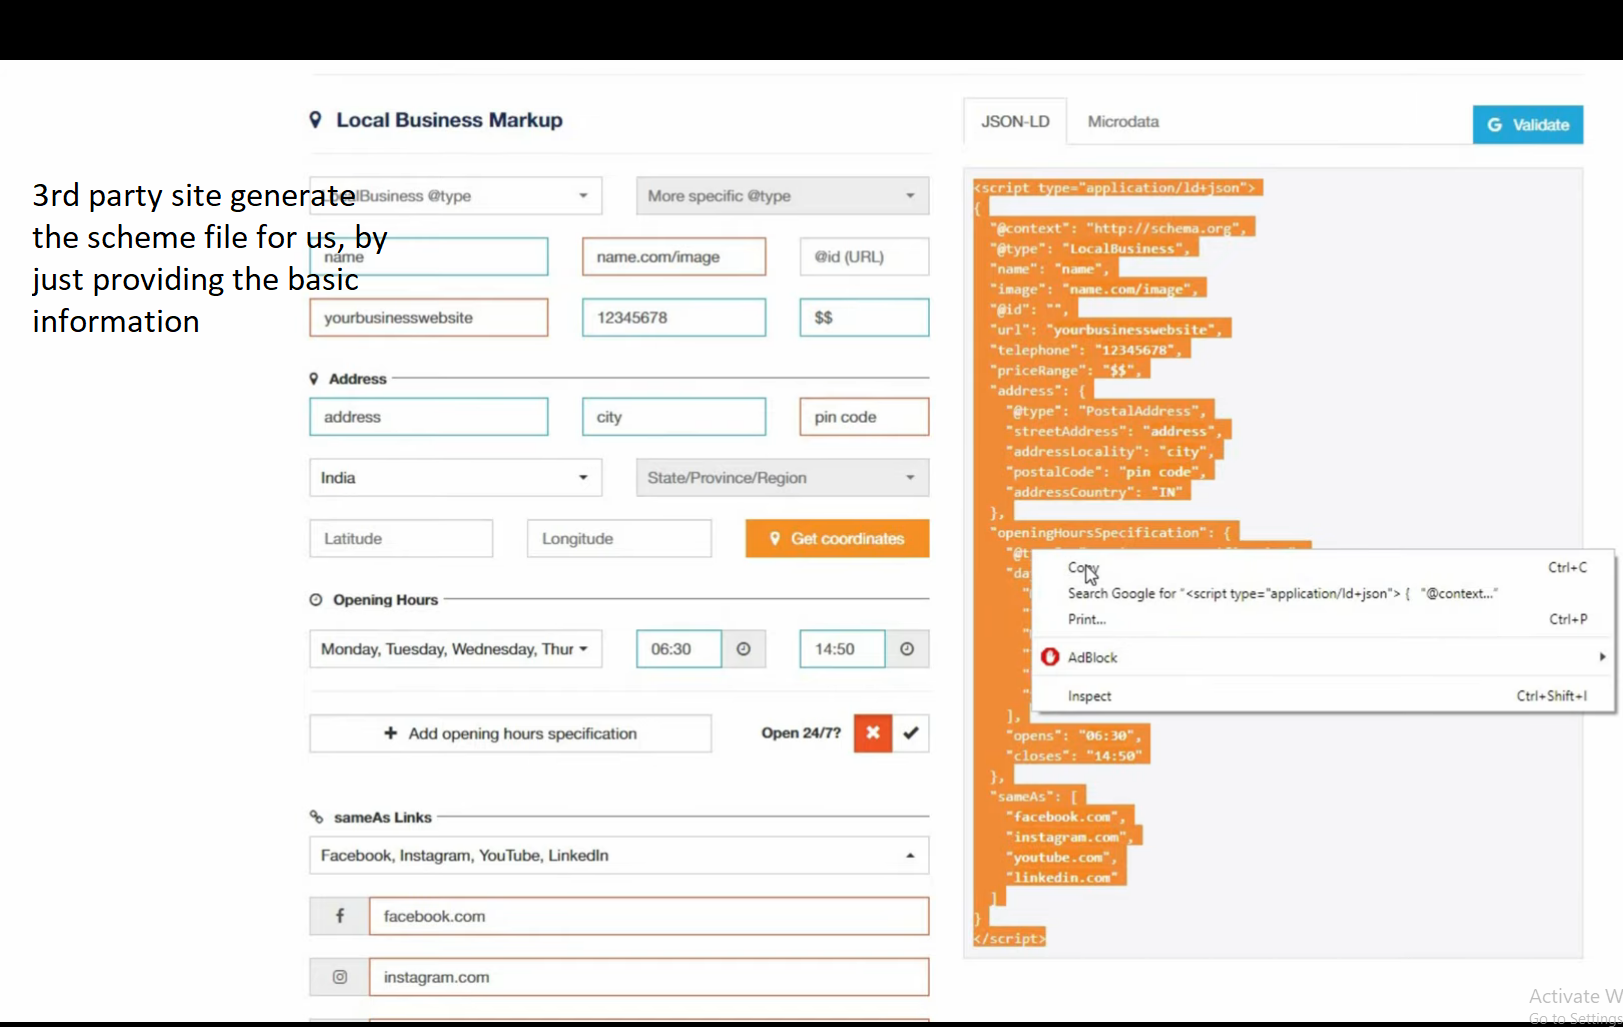 Local Business Markup
3rd party site generate
the scheme file for us, by
just providing the basic
information
LocalBusiness @type
More specific @type
name
name.com/image
@id (URL)
yourbusinesswebsite
12345678
$$
Address
address
city
pin code
India
State/Province/Region
Latitude
Longitude
Get coordinates
Opening Hours
Monday, Tuesday, Wednesday, Thur
06:30
14:50
+ Add opening hours specification
Open 24/7?
sameAs Links
Facebook, Instagram, YouTube, LinkedIn
facebook.com
instagram.com
JSON-LD
Microdata
G Validate
<script type="application/ld+json">
{
"@context": "http://schema.org",
"@type": "LocalBusiness",
"name": "name",
"image": "name.com/image",
"@id": "",
"url": "yourbusinesswebsite",
"telephone": "12345678",
"priceRange": "$$",
"address": {
"@type": "PostalAddress",
"streetAddress": "address",
"addressLocality": "city",
"postalCode": "pin code",
"addressCountry": "IN"
},
"openingHoursSpecification": {
"@t
"da
Copy Ctrl+C
Search Google for "<script type="application/ld+json"> { "@context..."
Print... Ctrl+P
AdBlock
Inspect Ctrl+Shift+I
],
"opens": "06:30",
"closes": "14:50"
},
"sameAs": [
"facebook.com",
"instagram.com",
"youtube.com",
"linkedin.com"
]
}
</script>
Activate W
Go to Settings